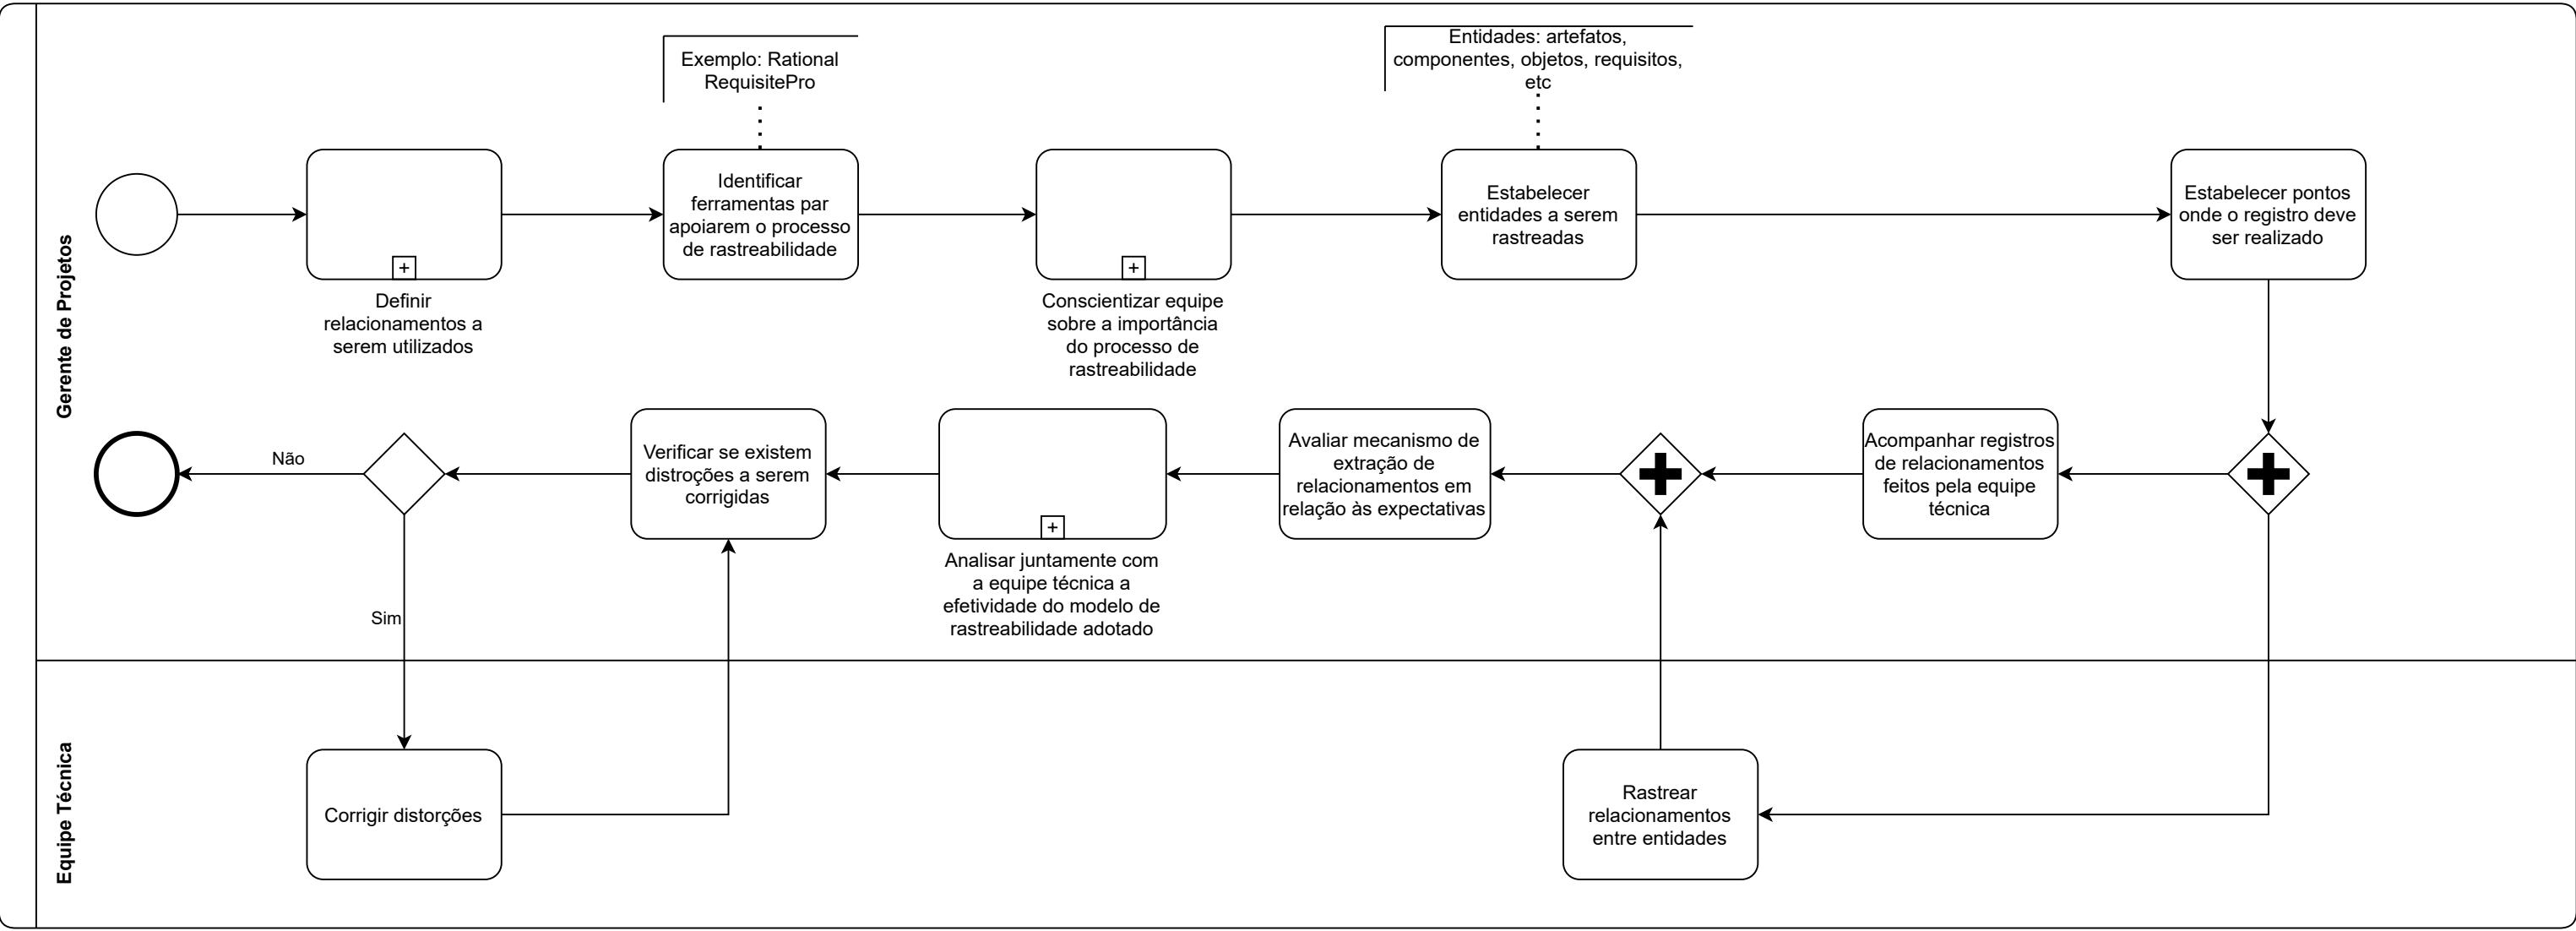 Gerente de Projetos
Exemplo: Rational
RequisitePro
Entidades: artefatos,
componentes, objetos, requisitos,
etc
+
Definir
relacionamentos a
serem utilizados
Identificar
ferramentas par
apoiarem o processo
de rastreabilidade
+
Conscientizar equipe
sobre a importância
do processo de
rastreabilidade
Estabelecer
entidades a serem
rastreadas
Estabelecer pontos
onde o registro deve
ser realizado
Acompanhar registros
de relacionamentos
feitos pela equipe
técnica
Avaliar mecanismo de
extração de
relacionamentos em
relação às expectativas
+
Analisar juntamente com
a equipe técnica a
efetividade do modelo de
rastreabilidade adotado
Verificar se existem
distroções a serem
corrigidas
Não
Sim
Equipe Técnica
Corrigir distorções
Rastrear
relacionamentos
entre entidades